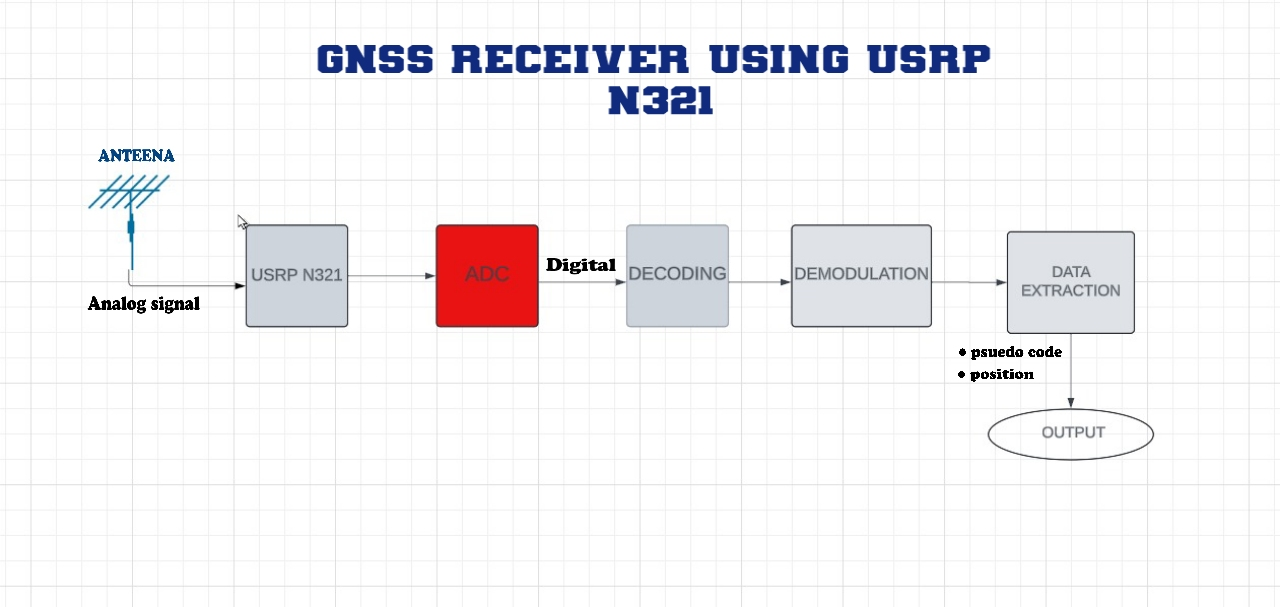 GNSS RECEIVER USING USRP
N321
ANTEENA
Analog signal
USRP N321
ADC
Digital
DECODING
DEMODULATION
DATA
EXTRACTION
• psuedo code
• position
OUTPUT